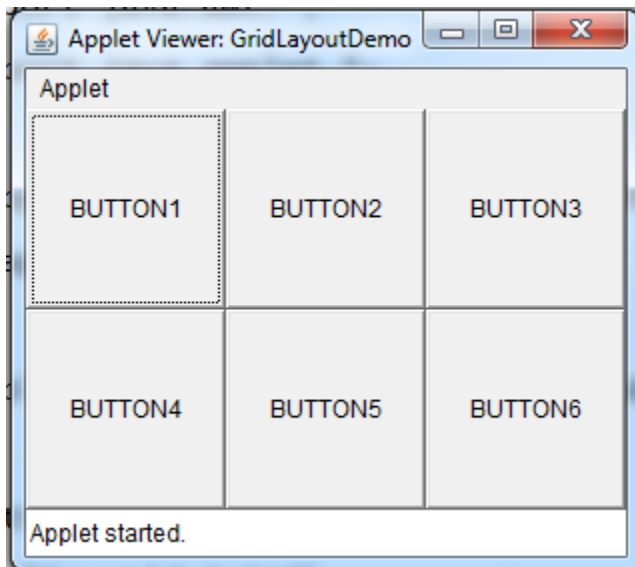 Applet Viewer: GridLayoutDemo
Applet
BUTTON1 BUTTON2 BUTTON3
BUTTON4 BUTTON5 BUTTON6
Applet started.